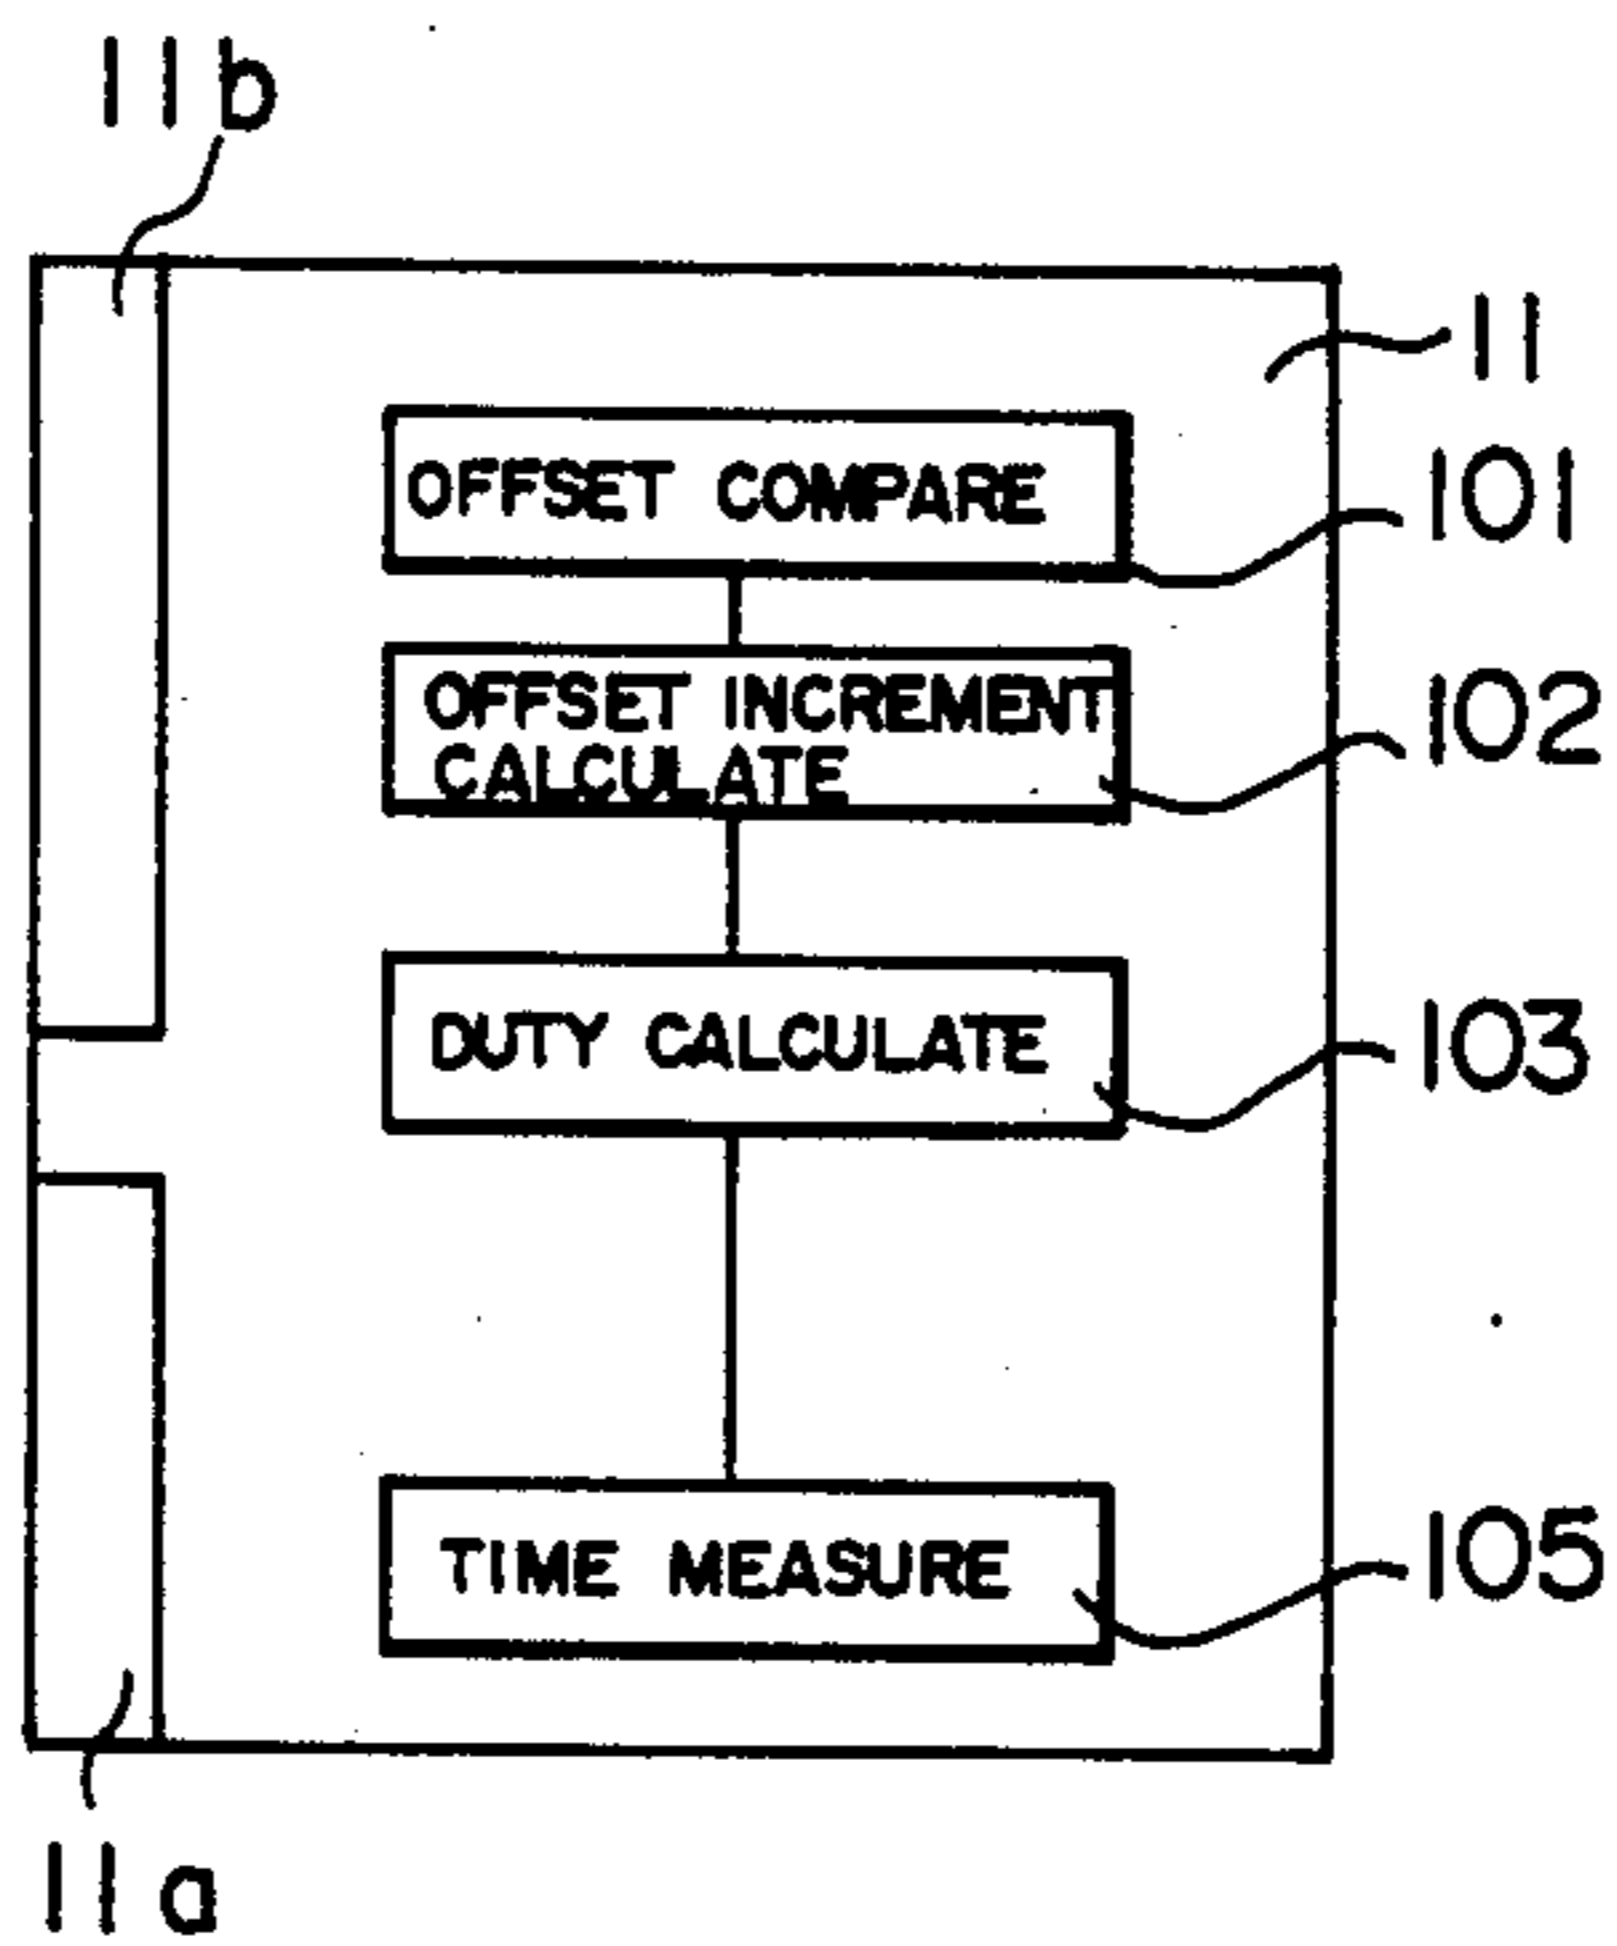 11b
11
OFFSET COMPARE
101
OFFSET INCREMENT
CALCULATE
102
DUTY CALCULATE
103
TIME MEASURE
105
11a